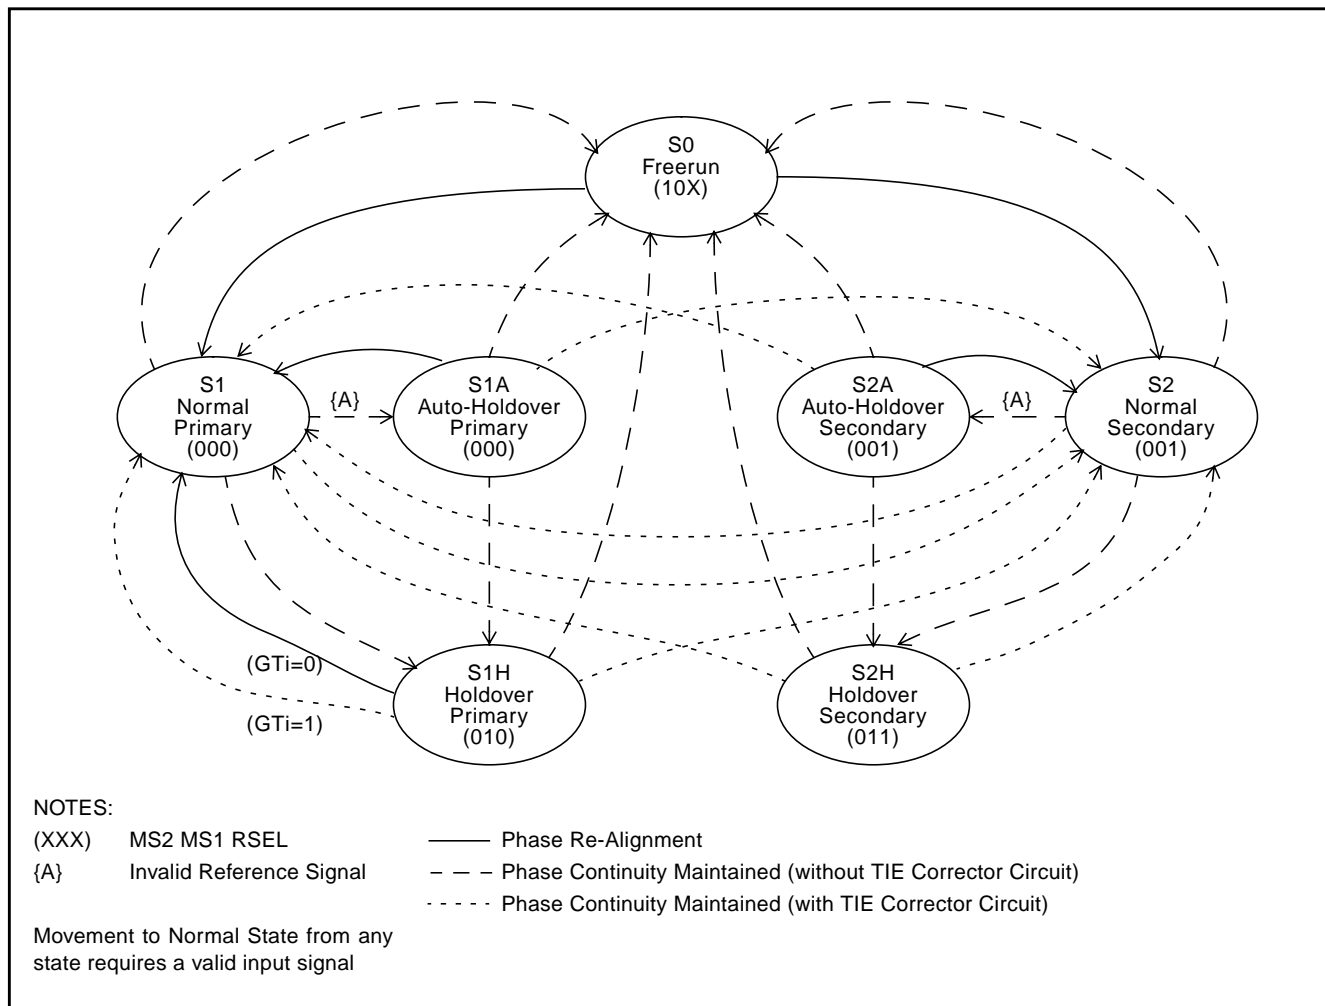 S0
Freerun
(10X)
S1
Normal
Primary
(000)
{A}
S1A
Auto-Holdover
Primary
(000)
S2A
Auto-Holdover
Secondary
(001)
{A}
S2
Normal
Secondary
(001)
(GTi=0)
(GTi=1)
S1H
Holdover
Primary
(010)
S2H
Holdover
Secondary
(011)
NOTES:
(XXX) MS2 MS1 RSEL
{A} Invalid Reference Signal
Phase Re-Alignment
Phase Continuity Maintained (without TIE Corrector Circuit)
Phase Continuity Maintained (with TIE Corrector Circuit)
Movement to Normal State from any
state requires a valid input signal